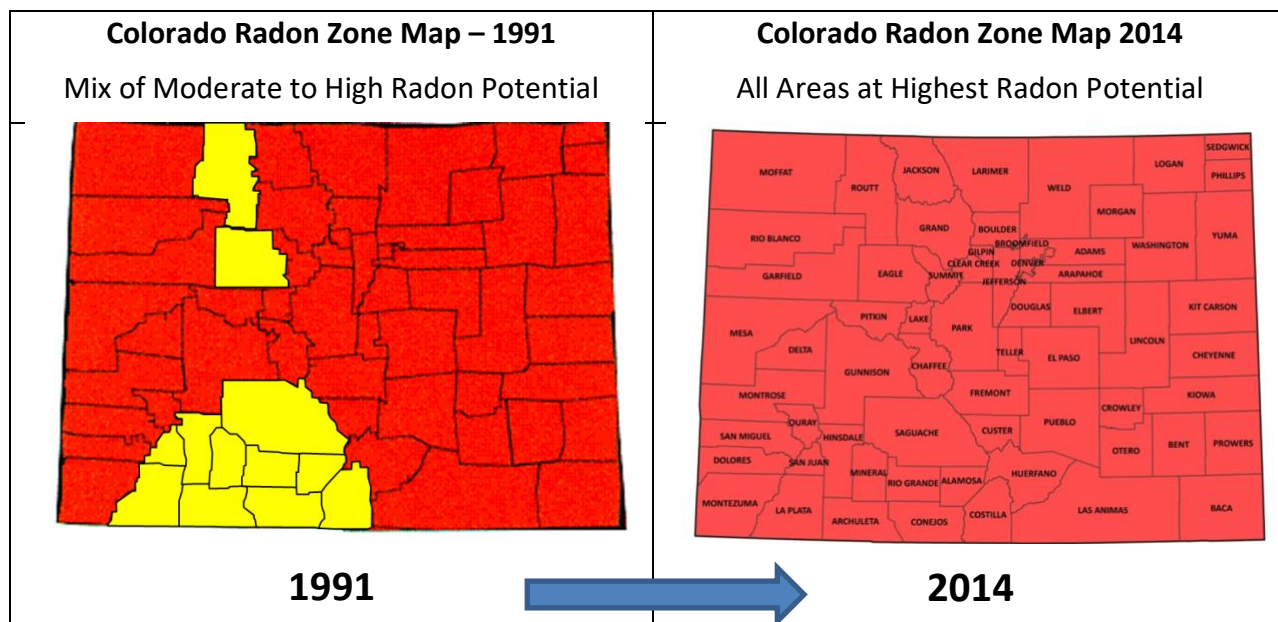 Colorado Radon Zone Map – 1991
Mix of Moderate to High Radon Potential
Colorado Radon Zone Map 2014
All Areas at Highest Radon Potential
SEDGWICK
LOGAN
PHILLIPS
MOFFAT
JACKSON
LARIMER
ROUTT
WELD
MORGAN
RIO BLANCO
GRAND
BOULDER
BROOMFIELD
GILPIN
ADAMS
WASHINGTON
YUMA
CLEAR CREEK
DENVER
GARFIELD
EAGLE
SUMMIT
JEFFERSON
ARAPAHOE
DOUGLAS
ELBERT
KIT CARSON
PITKIN
LAKE
MESA
PARK
LINCOLN
DELTA
TELLER
EL PASO
CHEYENNE
GUNNISON
CHAFFEE
MONTROSE
FREMONT
KIOWA
CROWLEY
OURAY
PUEBLO
SAN MIGUEL
HINSDALE
SAGUACHE
CUSTER
OTERO
BENT
PROWERS
DOLORES
SAN JUAN
MINERAL
RIO GRANDE
ALAMOSA
HUERFANO
MONTEZUMA
LA PLATA
ARCHULETA
CONEJOS
COSTILLA
LAS ANIMAS
BACA
1991
2014